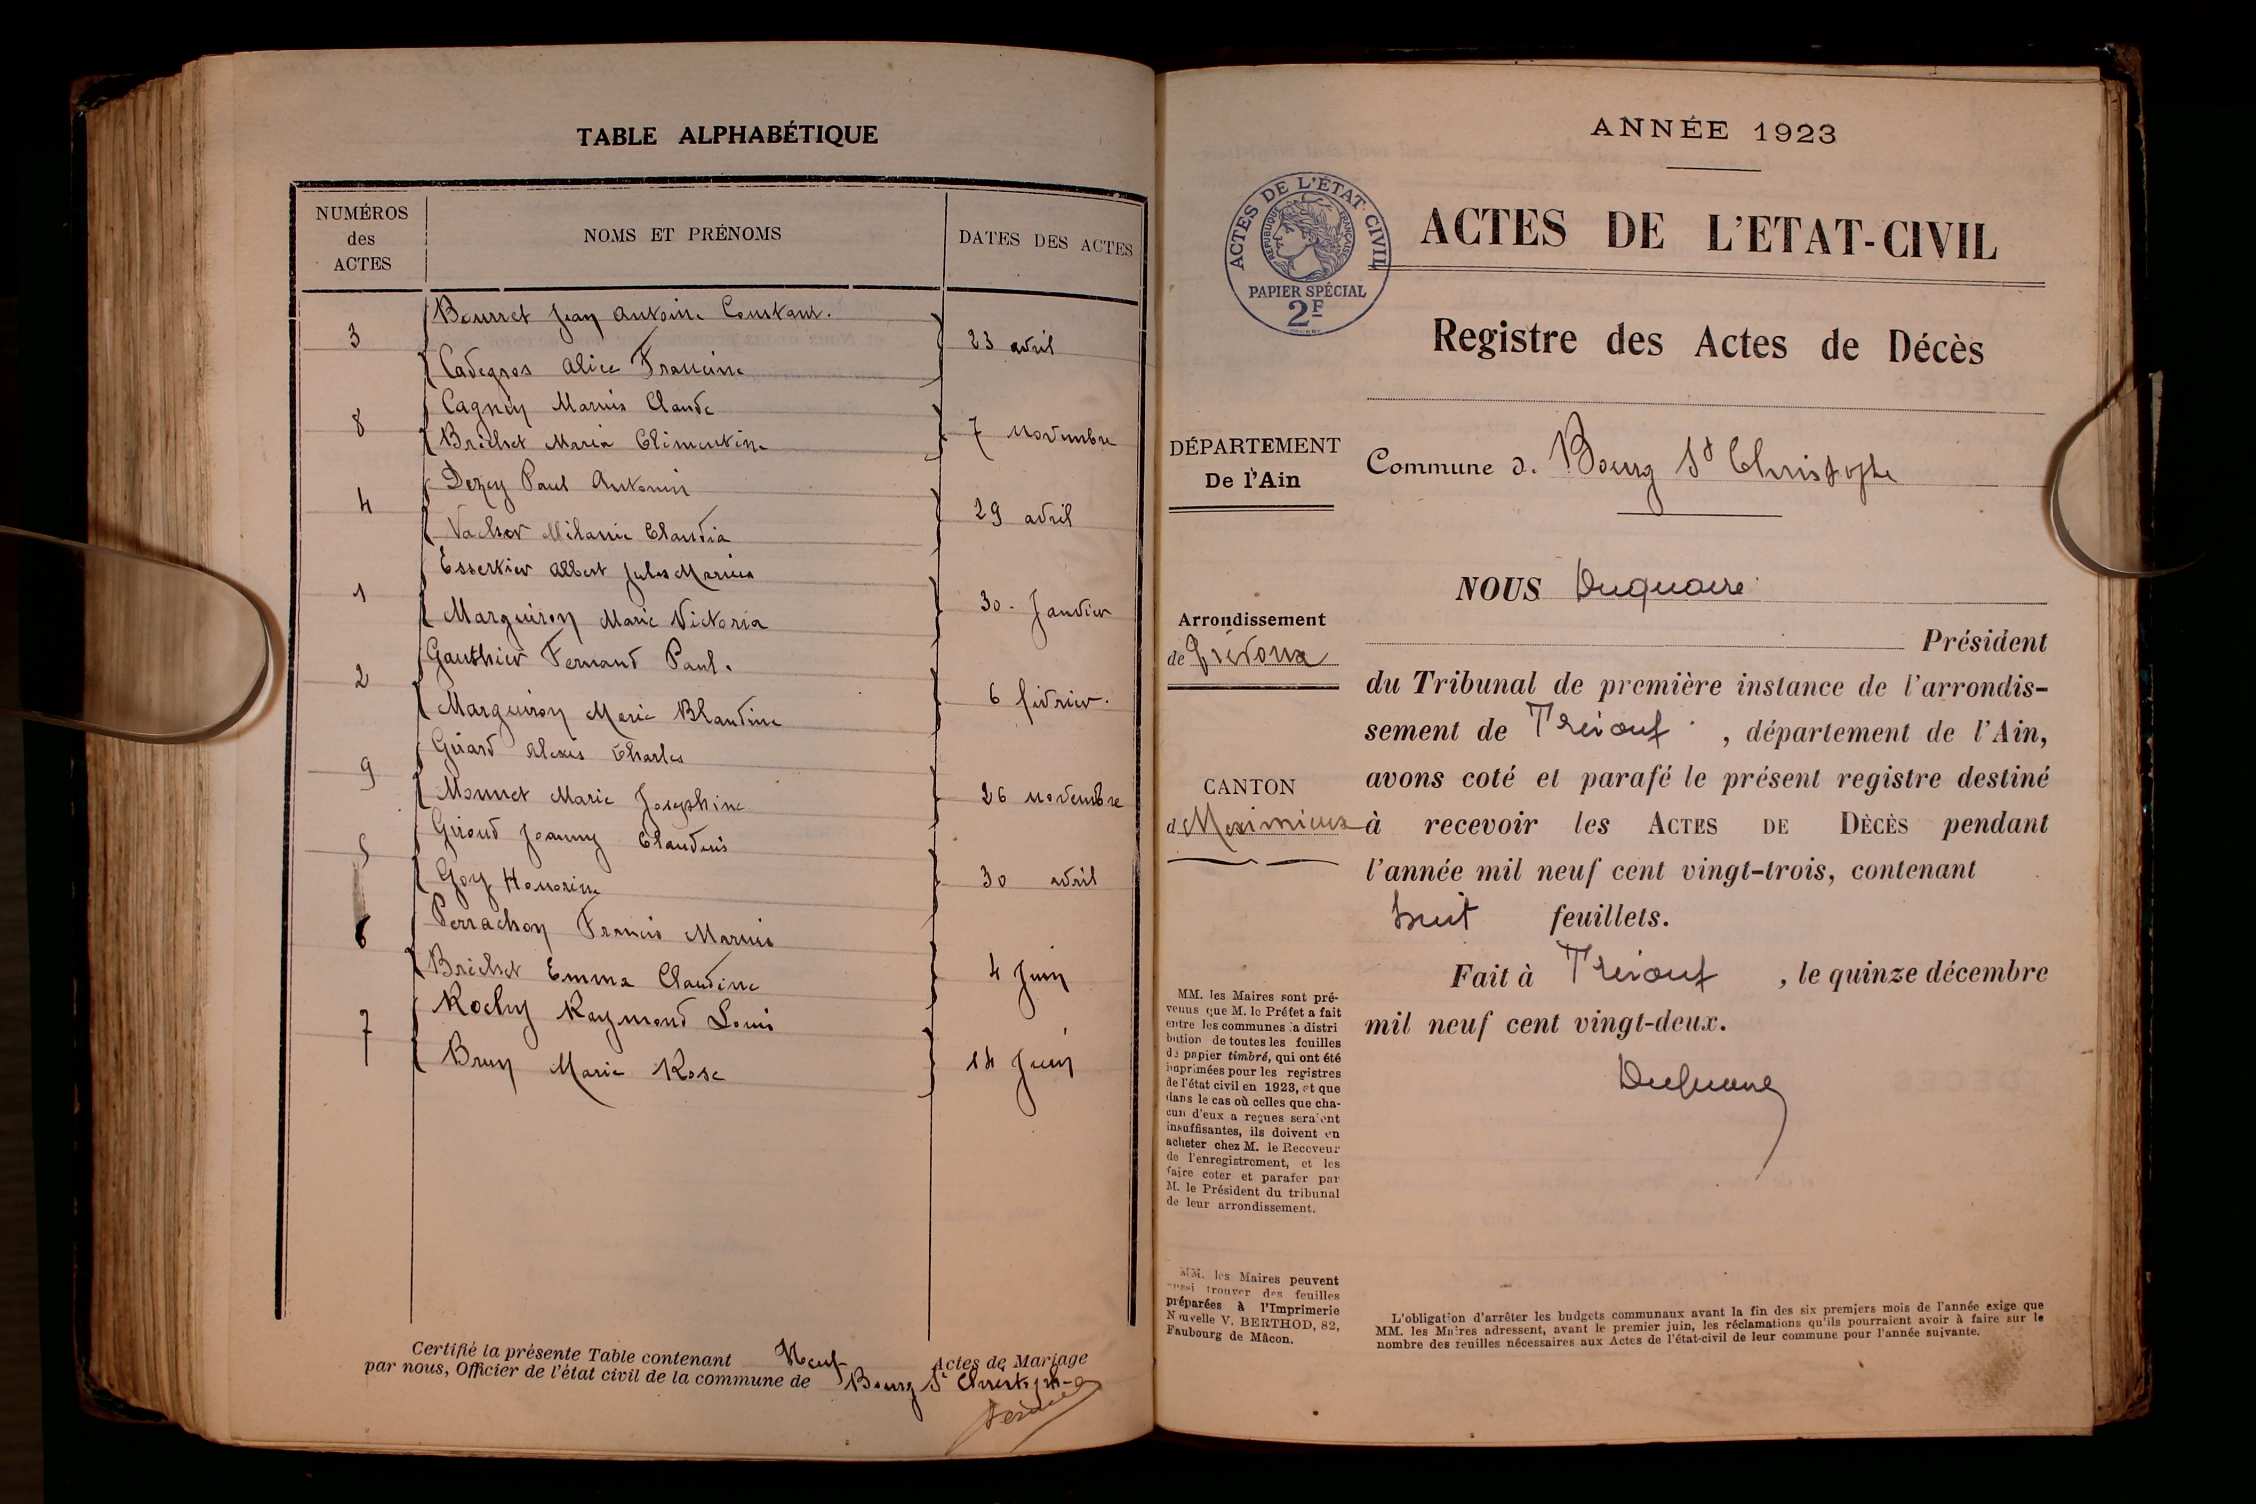 TABLE ALPHABÉTIQUE
NUMÉROS
des
ACTES
NOMS ET PRÉNOMS
DATES DES ACTES
Bourret Jean Antoine Constant.
3
23 avril
Cadegros Alice Francine
Cagnin Marius Claude
8
7 novembre
Bréchet Maria Clémentine
Dezey Paul Antonin
4
29 avril
Vacher Mélanie Claudia
Essertier Albert Jules Marius
1
30. Janvier
Marguiron Marie Victoria
Gauthier Fernand Paul.
2
6 février.
Marguiron Marie Blandine
Girard Alexis Charles
9
26 novembre
Monnet Marie Joséphine
Giroud Joanny Claudius
5
30 avril
Goy Honorine
Perrachon Francis Marius
6
4 Juin
Bréchet Emma Claudine
Rochy Raymond Louis
7
14 Juin
Brun Marie Rose
Certifié la présente Table contenant Neuf Actes de Mariage
par nous, Officier de l'état civil de la commune de Bourg St Christophe
ANNÉE 1923
ACTES DE L'ÉTAT CIVIL
RÉPUBLIQUE FRANÇAISE
PAPIER SPÉCIAL
2F
ACTES DE L'ETAT-CIVIL
Registre des Actes de Décès
DÉPARTEMENT
De l'Ain
Commune de Bourg St Christophe
Arrondissement
de Trévoux
CANTON
d Meximieux
NOUS Duquaire
Président
du Tribunal de première instance de l'arrondis-
sement de Trévoux, département de l'Ain,
avons coté et parafé le présent registre destiné
à recevoir les ACTES DE DÈCÈS pendant
l'année mil neuf cent vingt-trois, contenant
huit feuillets.
Fait à Trévoux, le quinze décembre
mil neuf cent vingt-deux.
Duquaire
MM. les Maires sont pré-
venus que M. le Préfet a fait
entre les communes la distri
bution de toutes les feuilles
de papier timbré, qui ont été
imprimées pour les registres
de l'état civil en 1923, et que
dans le cas où celles que cha-
cun d'eux a reçues seraient
insuffisantes, ils doivent en
acheter chez M. le Receveur
de l'enregistrement, et les
faire coter et parafer par
M. le Président du tribunal
de leur arrondissement.
MM. les Maires peuvent
aussi trouver des feuilles
préparées à l'Imprimerie
Nouvelle V. BERTHOD, 82,
Faubourg de Mâcon.
L'obligation d'arrêter les budgets communaux avant la fin des six premiers mois de l'année exige que
MM. les Maires adressent, avant le premier juin, les réclamations qu'ils pourraient avoir à faire sur le
nombre des feuilles nécessaires aux Actes de l'état-civil de leur commune pour l'année suivante.